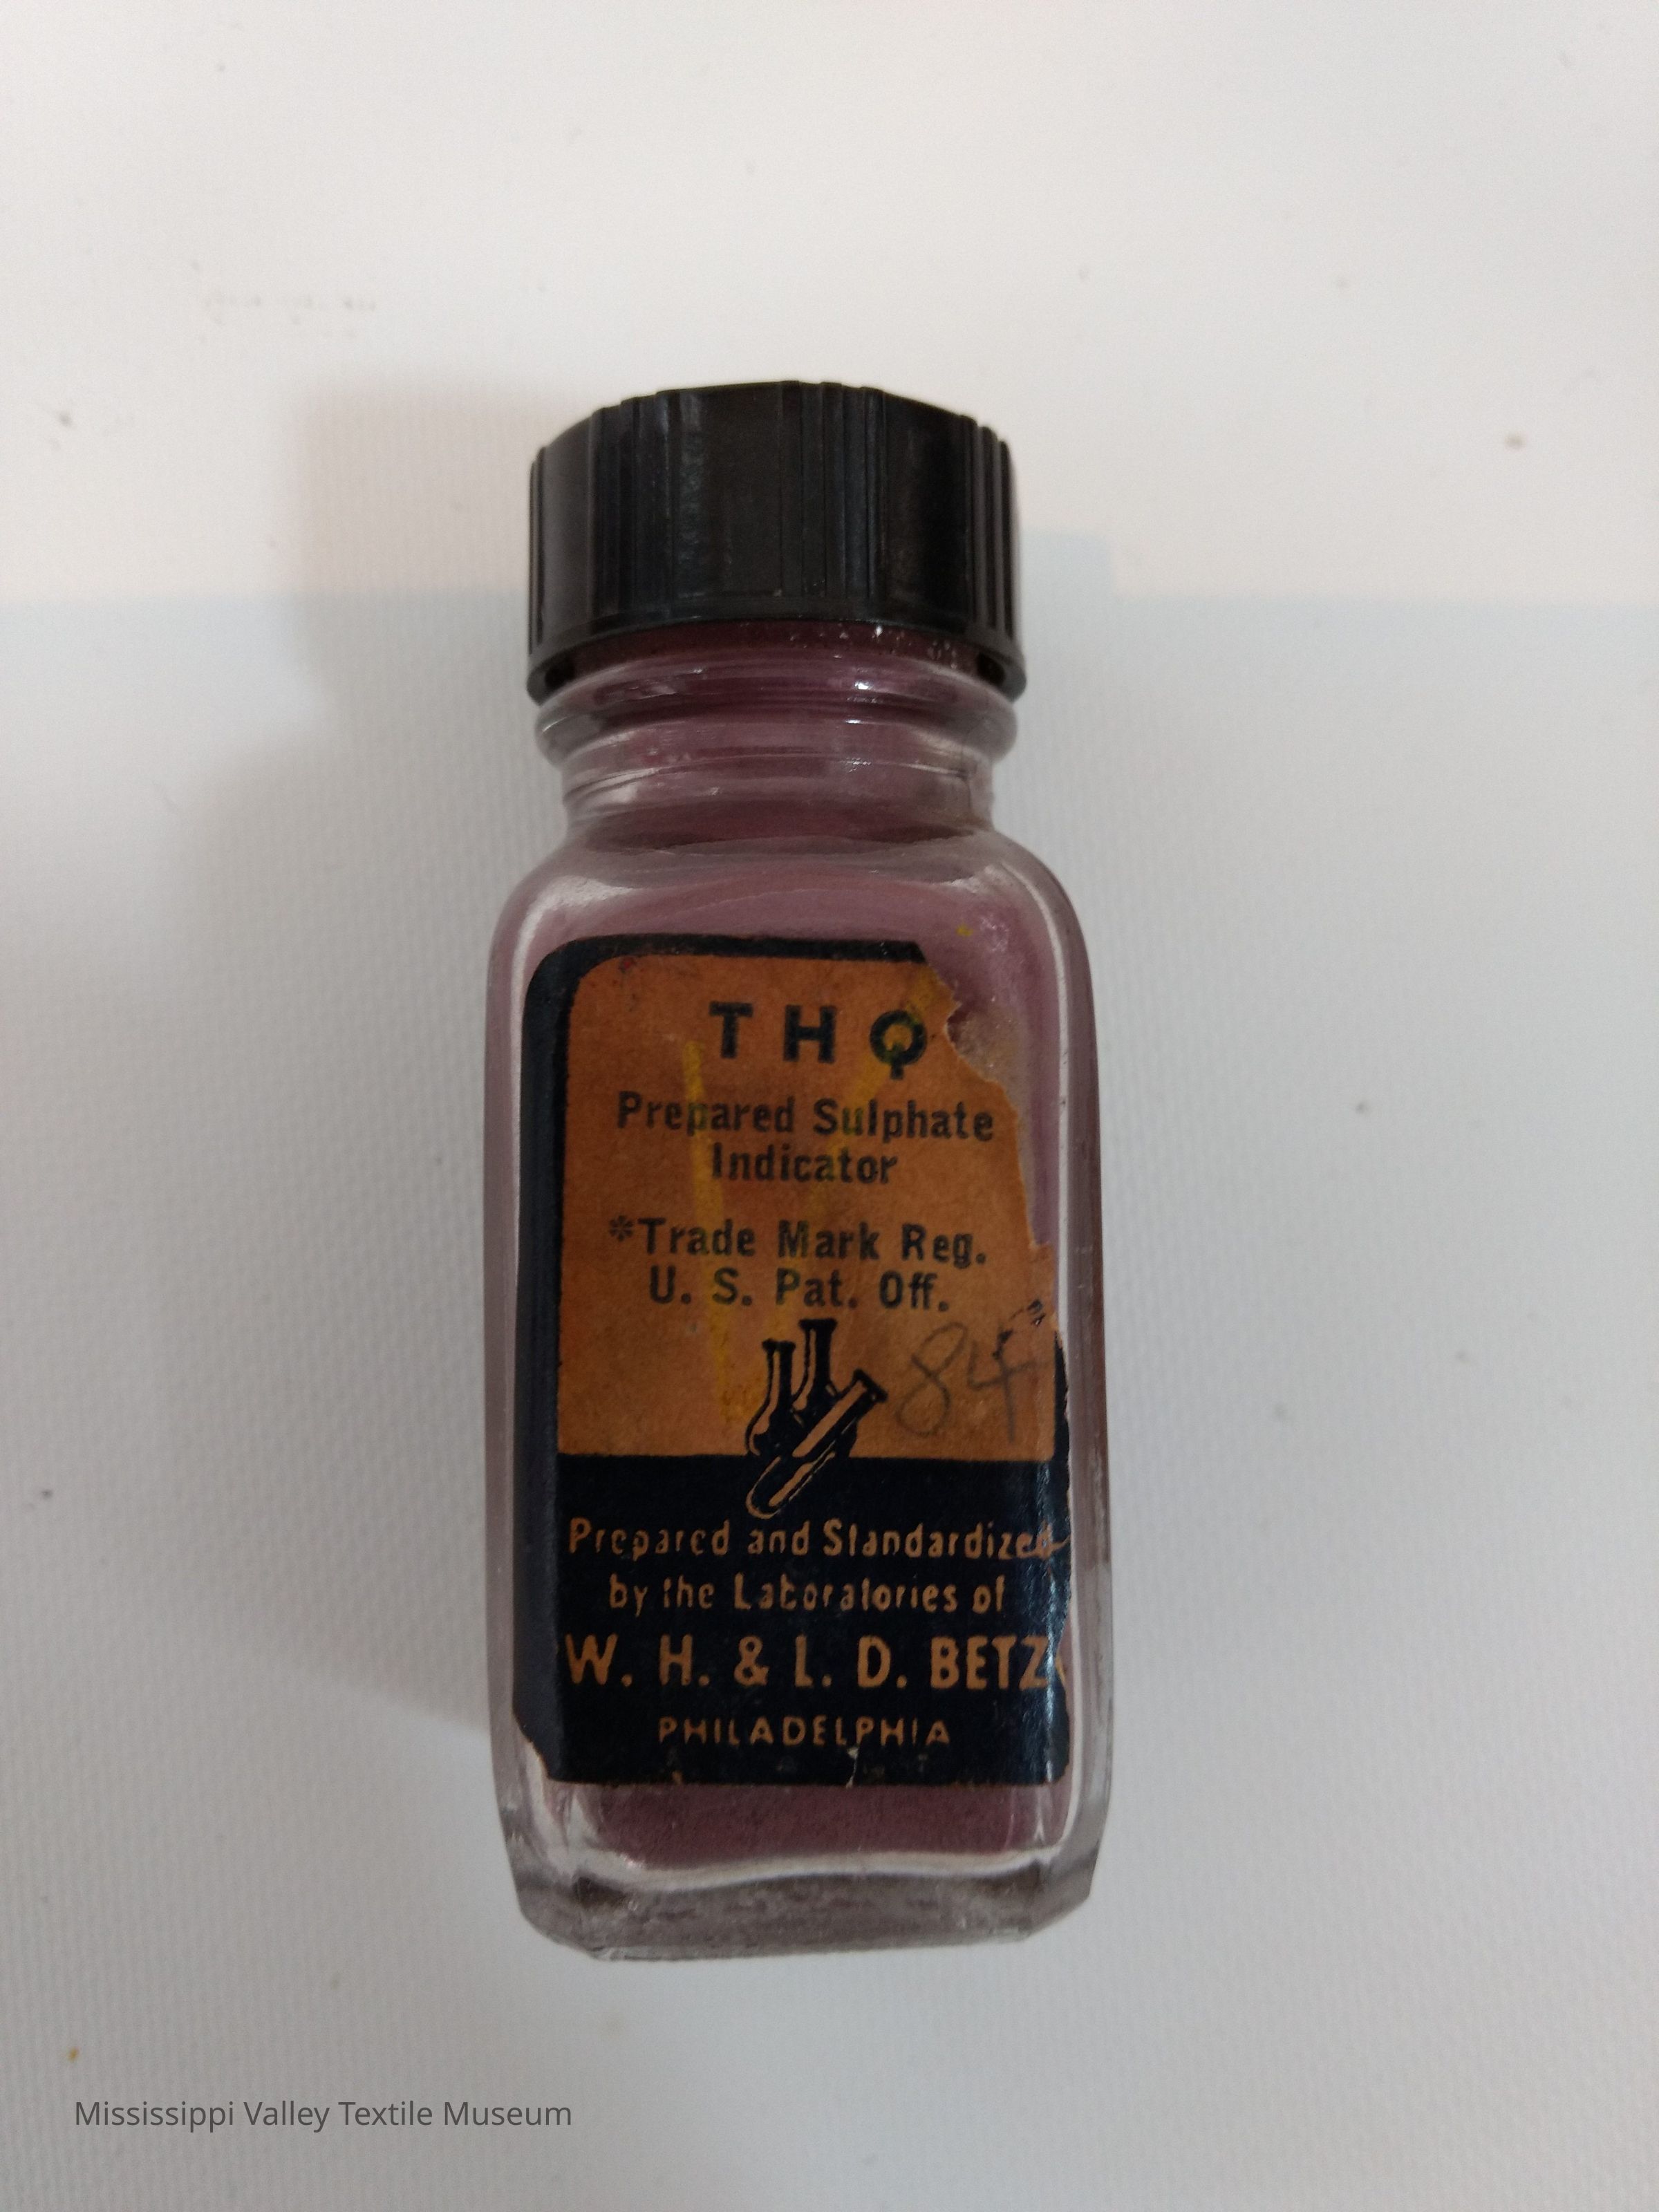 T H Q
Prepared Sulphate
Indicator
*Trade Mark Reg.
U. S. Pat. Off.
84
Prepared and Standardized
by the Laboratories of
W. H. & L. D. BETZ
PHILADELPHIA
Mississippi Valley Textile Museum